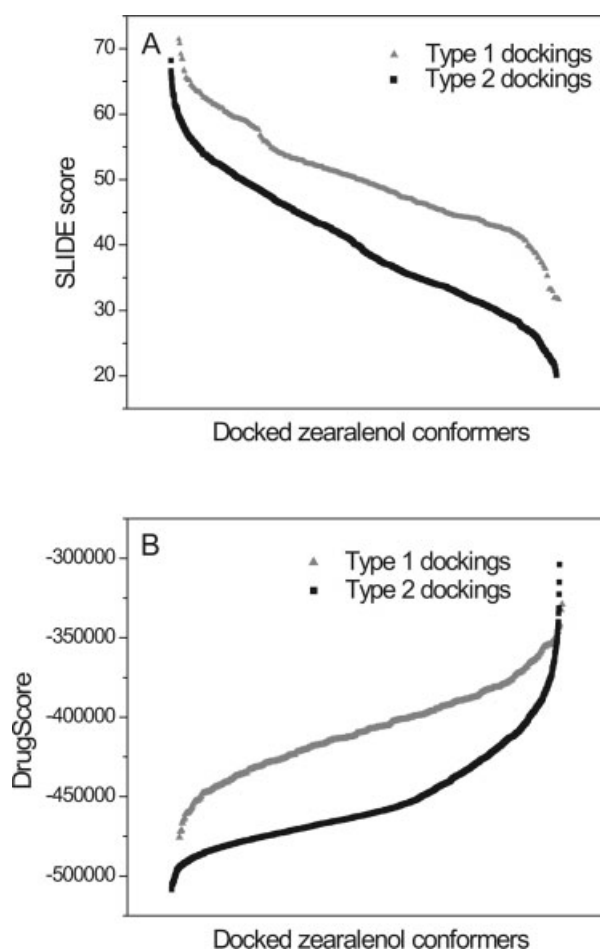 A
Type 1 dockings
Type 2 dockings
70
60
50
40
30
20
SLIDE score
Docked zearalenol conformers
B
Type 1 dockings
Type 2 dockings
-300000
-350000
-400000
-450000
-500000
DrugScore
Docked zearalenol conformers